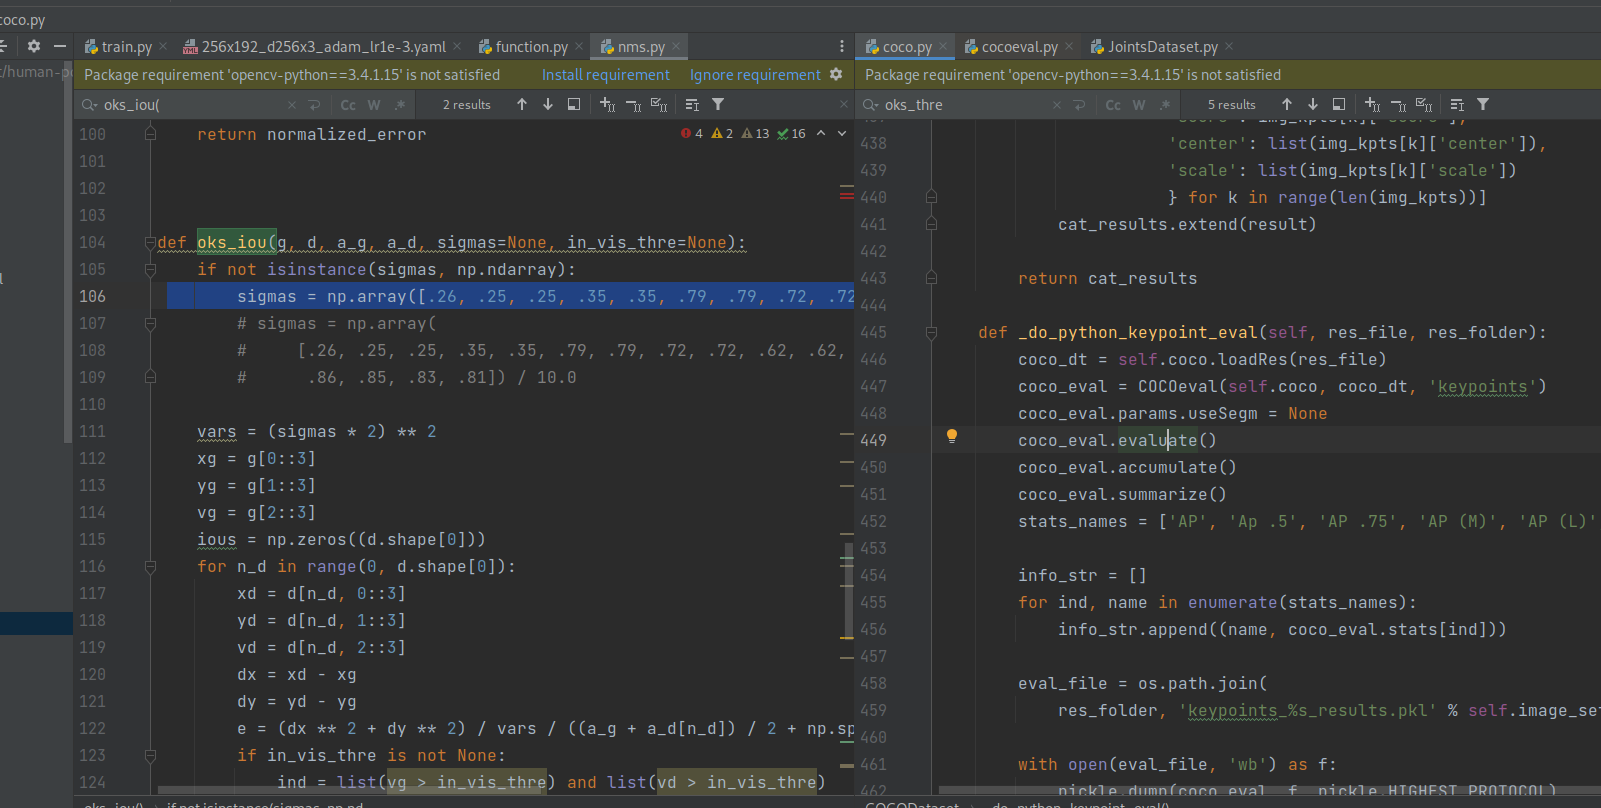 coco.py
train.py
256x192_d256x3_adam_lr1e-3.yaml
function.py
nms.py
Package requirement 'opencv-python==3.4.1.15' is not satisfied
Install requirement
Ignore requirement
oks_iou(
Cc W .*
2 results
4 2 13 16
100 return normalized_error
101
102
103
104 def oks_iou(g, d, a_g, a_d, sigmas=None, in_vis_thre=None):
105 if not isinstance(sigmas, np.ndarray):
106 sigmas = np.array([.26, .25, .25, .35, .35, .79, .79, .72, .72
107 # sigmas = np.array(
108 # [.26, .25, .25, .35, .35, .79, .79, .72, .72, .62, .62,
109 # .86, .85, .83, .81]) / 10.0
110
111 vars = (sigmas * 2) ** 2
112 xg = g[0::3]
113 yg = g[1::3]
114 vg = g[2::3]
115 ious = np.zeros((d.shape[0]))
116 for n_d in range(0, d.shape[0]):
117 xd = d[n_d, 0::3]
118 yd = d[n_d, 1::3]
119 vd = d[n_d, 2::3]
120 dx = xd - xg
121 dy = yd - yg
122 e = (dx ** 2 + dy ** 2) / vars / ((a_g + a_d[n_d]) / 2 + np.sp
123 if in_vis_thre is not None:
124 ind = list(vg > in_vis_thre) and list(vd > in_vis_thre)
oks_iou() › if not isinstance(sigmas, np.nd
coco.py
cocoeval.py
JointsDataset.py
Package requirement 'opencv-python==3.4.1.15' is not satisfied
oks_thre
Cc W .*
5 results
438 'center': list(img_kpts[k]['center']),
439 'scale': list(img_kpts[k]['scale'])
440 } for k in range(len(img_kpts))]
441 cat_results.extend(result)
442
443 return cat_results
444
445 def _do_python_keypoint_eval(self, res_file, res_folder):
446 coco_dt = self.coco.loadRes(res_file)
447 coco_eval = COCOeval(self.coco, coco_dt, 'keypoints')
448 coco_eval.params.useSegm = None
449 coco_eval.evaluate()
450 coco_eval.accumulate()
451 coco_eval.summarize()
452 stats_names = ['AP', 'Ap .5', 'AP .75', 'AP (M)', 'AP (L)'
453
454 info_str = []
455 for ind, name in enumerate(stats_names):
456 info_str.append((name, coco_eval.stats[ind]))
457
458 eval_file = os.path.join(
459 res_folder, 'keypoints_%s_results.pkl' % self.image_se
460
461 with open(eval_file, 'wb') as f:
462 pickle.dump(coco_eval, f, pickle.HIGHEST_PROTOCOL)
COCODataset › _do_python_keypoint_eval()